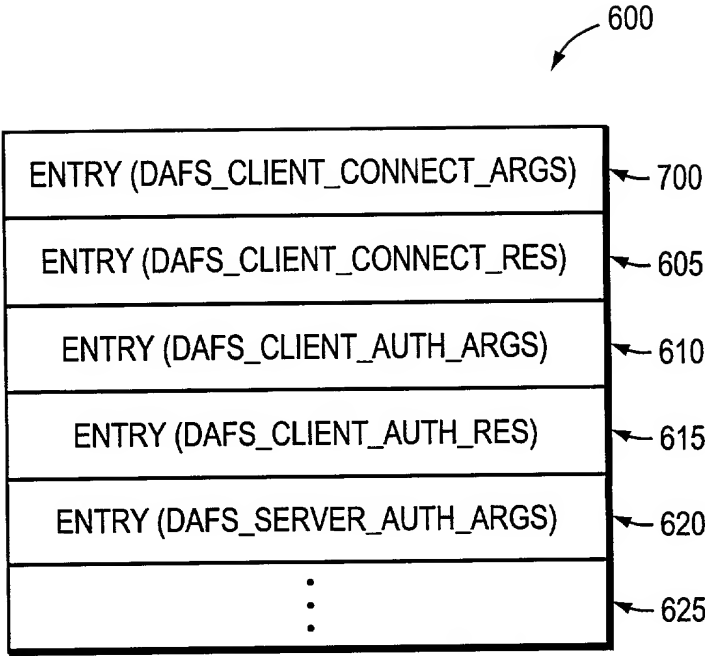 600
ENTRY (DAFS_CLIENT_CONNECT_ARGS) 700
ENTRY (DAFS_CLIENT_CONNECT_RES) 605
ENTRY (DAFS_CLIENT_AUTH_ARGS) 610
ENTRY (DAFS_CLIENT_AUTH_RES) 615
ENTRY (DAFS_SERVER_AUTH_ARGS) 620
625